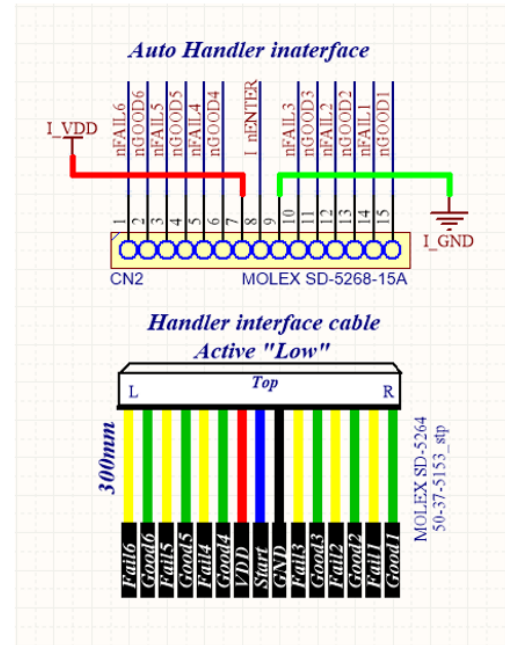 Auto Handler inaterface
I_VDD
nFAIL6
nGOOD6
nFAIL5
nGOOD5
nFAIL4
nGOOD4
I_nENTER
nFAIL3
nGOOD3
nFAIL2
nGOOD2
nFAIL1
nGOOD1
1
2
3
4
5
6
7
8
9
10
11
12
13
14
15
I_GND
CN2
MOLEX SD-5268-15A
Handler interface cable
Active "Low"
Top
L
R
300mm
MOLEX SD-5264
50-37-5153_stp
Fail6
Good6
Fail5
Good5
Fail4
Good4
VDD
Start
GND
Fail3
Good3
Fail2
Good2
Fail1
Good1